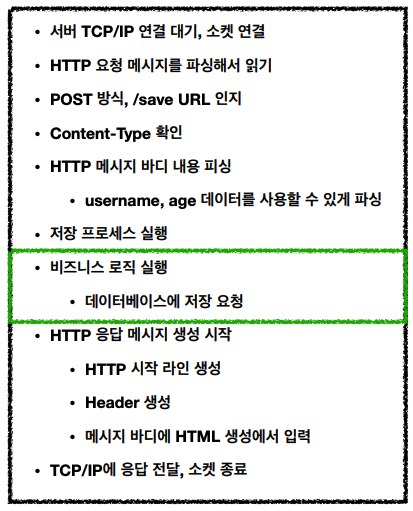 • 서버 TCP/IP 연결 대기, 소켓 연결
• HTTP 요청 메시지를 파싱해서 읽기
• POST 방식, /save URL 인지
• Content-Type 확인
• HTTP 메시지 바디 내용 피싱
• username, age 데이터를 사용할 수 있게 파싱
• 저장 프로세스 실행
• 비즈니스 로직 실행
• 데이터베이스에 저장 요청
• HTTP 응답 메시지 생성 시작
• HTTP 시작 라인 생성
• Header 생성
• 메시지 바디에 HTML 생성에서 입력
• TCP/IP에 응답 전달, 소켓 종료